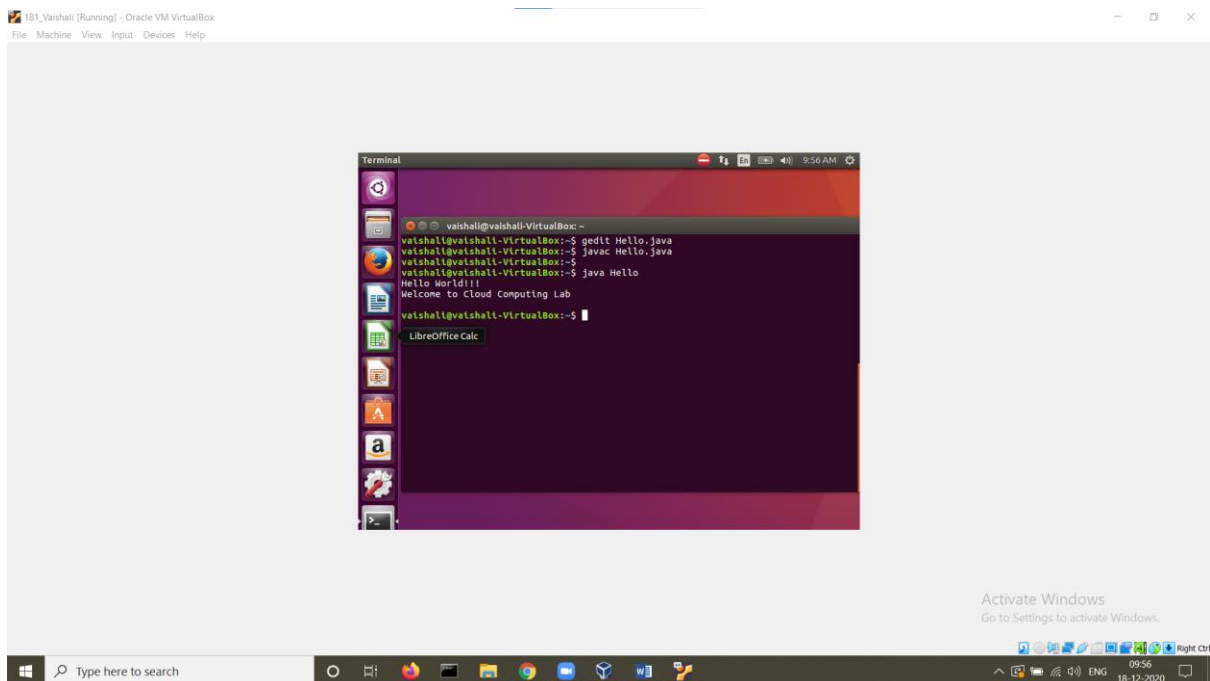 181_Vaishali [Running] - Oracle VM VirtualBox
File Machine View Input Devices Help
Terminal
En
9:56 AM
vaishali@vaishali-VirtualBox: ~
vaishali@vaishali-VirtualBox:~$ gedit Hello.java
vaishali@vaishali-VirtualBox:~$ javac Hello.java
vaishali@vaishali-VirtualBox:~$
vaishali@vaishali-VirtualBox:~$ java Hello
Hello World!!!
Welcome to Cloud Computing Lab
vaishali@vaishali-VirtualBox:~$
LibreOffice Calc
a
Activate Windows
Go to Settings to activate Windows.
Right Ctrl
Type here to search
ENG
09:56
18-12-2020